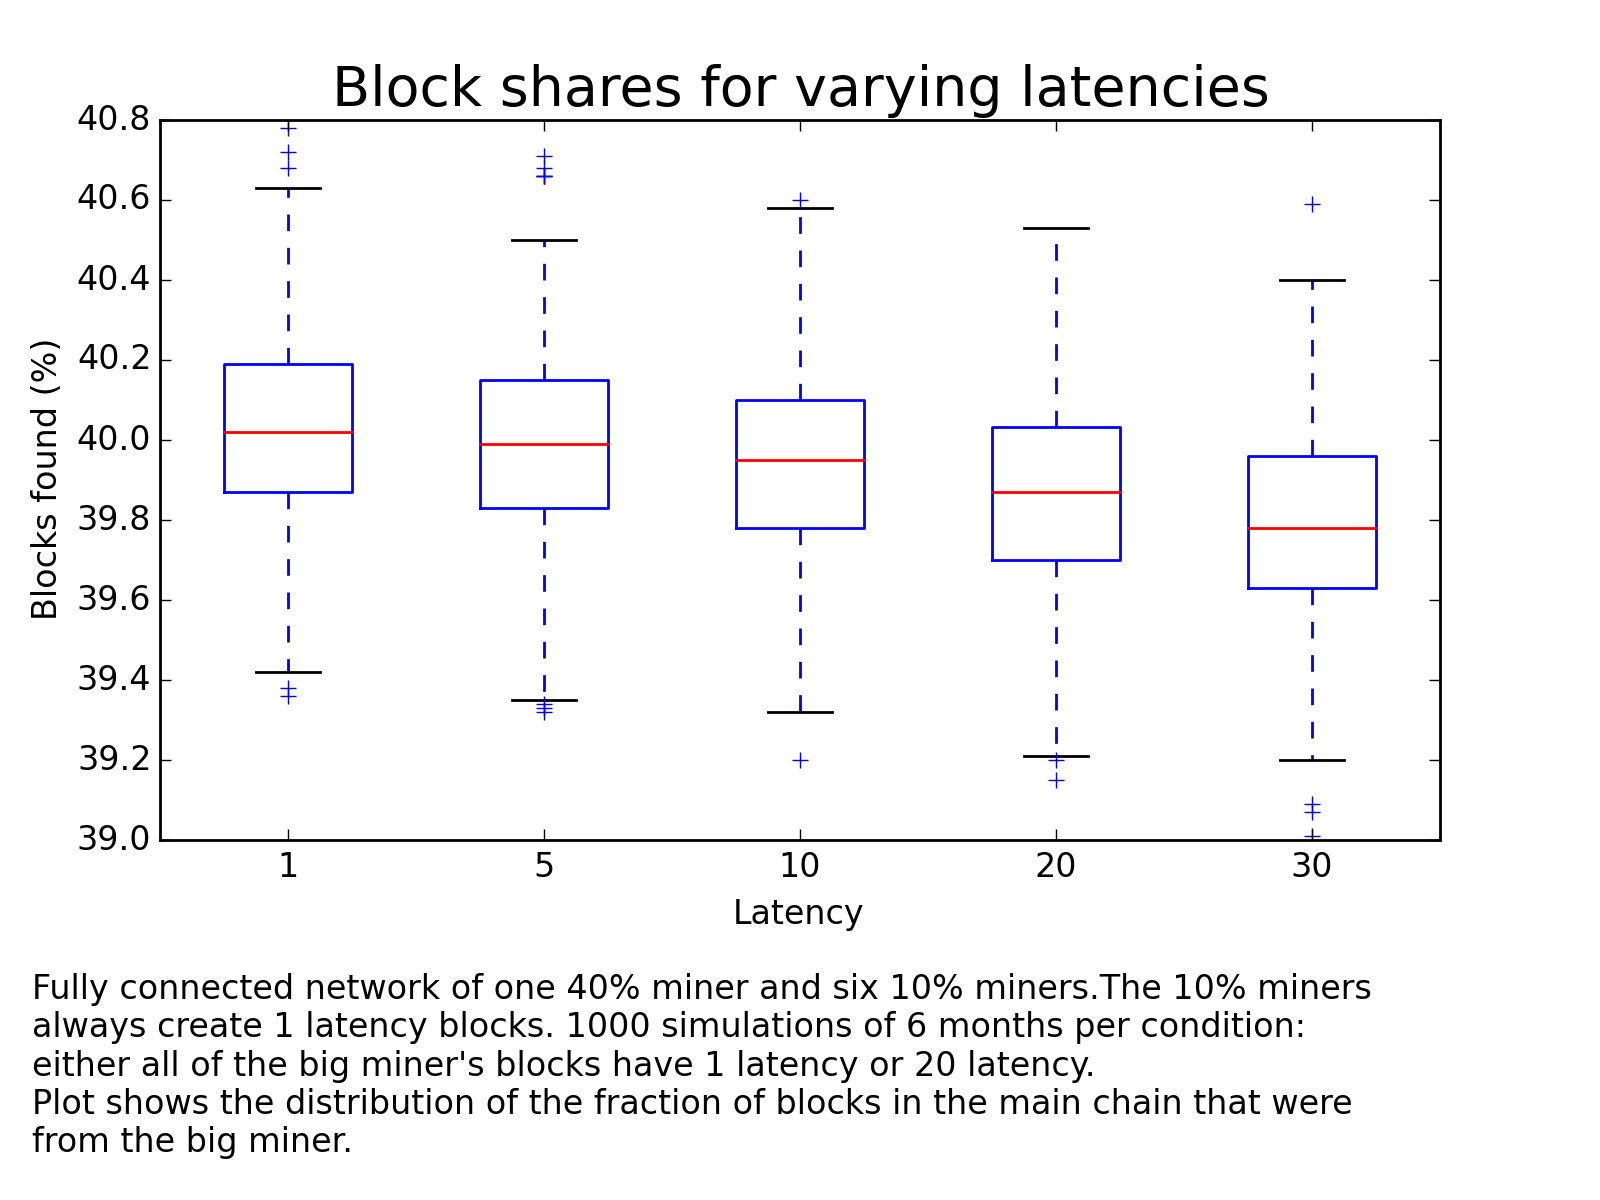 Block shares for varying latencies
40.8
40.6
40.4
40.2
40.0
39.8
39.6
39.4
39.2
39.0
Blocks found (%)
1 5 10 20 30
Latency
Fully connected network of one 40% miner and six 10% miners.The 10% miners
always create 1 latency blocks. 1000 simulations of 6 months per condition:
either all of the big miner's blocks have 1 latency or 20 latency.
Plot shows the distribution of the fraction of blocks in the main chain that were
from the big miner.